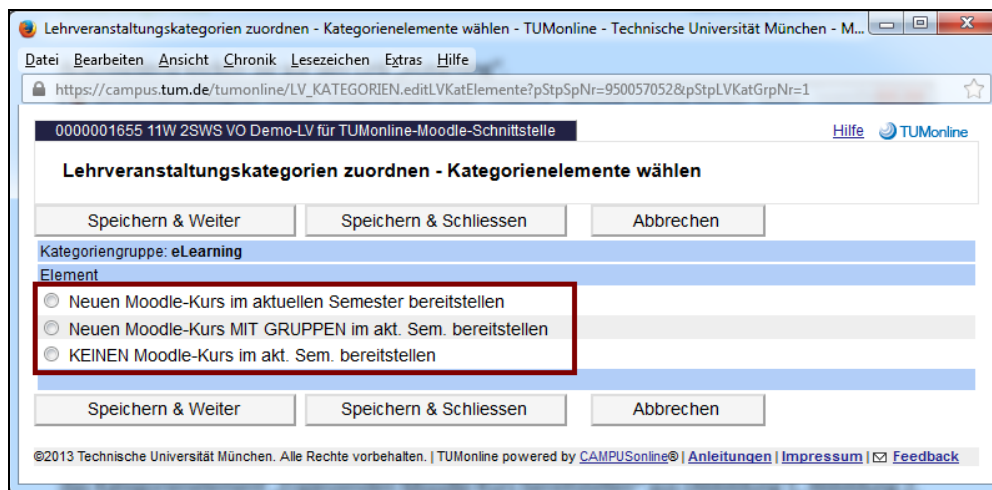 Lehrveranstaltungskategorien zuordnen - Kategorienelemente wählen - TUMonline - Technische Universität München - M...
Datei Bearbeiten Ansicht Chronik Lesezeichen Extras Hilfe
https://campus.tum.de/tumonline/LV_KATEGORIEN.editLVKatElemente?pStpSpNr=950057052&pStpLVKatGrpNr=1
0000001655 11W 2SWS VO Demo-LV für TUMonline-Moodle-Schnittstelle Hilfe TUMonline
Lehrveranstaltungskategorien zuordnen - Kategorienelemente wählen
Speichern & Weiter Speichern & Schliessen Abbrechen
Kategoriengruppe: eLearning
Element
Neuen Moodle-Kurs im aktuellen Semester bereitstellen
Neuen Moodle-Kurs MIT GRUPPEN im akt. Sem. bereitstellen
KEINEN Moodle-Kurs im akt. Sem. bereitstellen
Speichern & Weiter Speichern & Schliessen Abbrechen
©2013 Technische Universität München. Alle Rechte vorbehalten. | TUMonline powered by CAMPUSonline® | Anleitungen | Impressum | Feedback